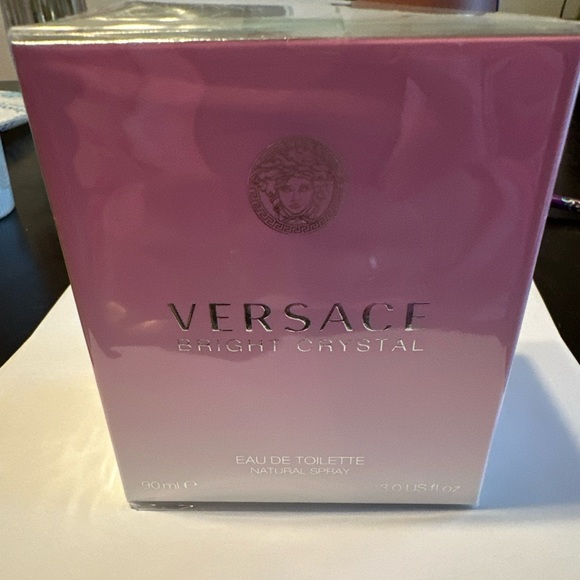 VERSACE
BRIGHT CRYSTAL
EAU DE TOILETTE
NATURAL SPRAY
90 ml ℮ 3.0 US fl oz